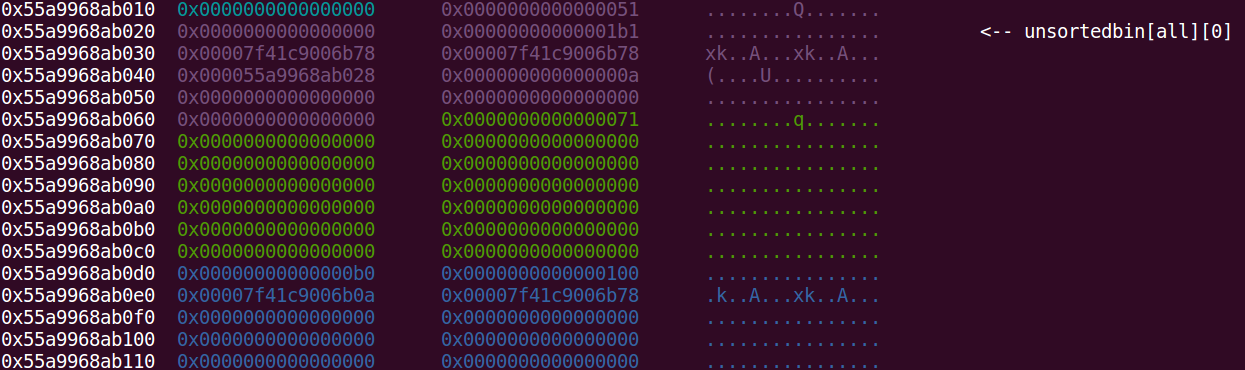 0x55a9968ab010 0x0000000000000000 0x0000000000000051 ........Q.......
0x55a9968ab020 0x0000000000000000 0x00000000000001b1 ................ <-- unsortedbin[all][0]
0x55a9968ab030 0x00007f41c9006b78 0x00007f41c9006b78 xk..A...xk..A...
0x55a9968ab040 0x000055a9968ab028 0x000000000000000a (....U..........
0x55a9968ab050 0x0000000000000000 0x0000000000000000 ................
0x55a9968ab060 0x0000000000000000 0x0000000000000071 ........q.......
0x55a9968ab070 0x0000000000000000 0x0000000000000000 ................
0x55a9968ab080 0x0000000000000000 0x0000000000000000 ................
0x55a9968ab090 0x0000000000000000 0x0000000000000000 ................
0x55a9968ab0a0 0x0000000000000000 0x0000000000000000 ................
0x55a9968ab0b0 0x0000000000000000 0x0000000000000000 ................
0x55a9968ab0c0 0x0000000000000000 0x0000000000000000 ................
0x55a9968ab0d0 0x00000000000000b0 0x0000000000000100 ................
0x55a9968ab0e0 0x00007f41c9006b0a 0x00007f41c9006b78 .k..A...xk..A...
0x55a9968ab0f0 0x0000000000000000 0x0000000000000000 ................
0x55a9968ab100 0x0000000000000000 0x0000000000000000 ................
0x55a9968ab110 0x0000000000000000 0x0000000000000000 ................